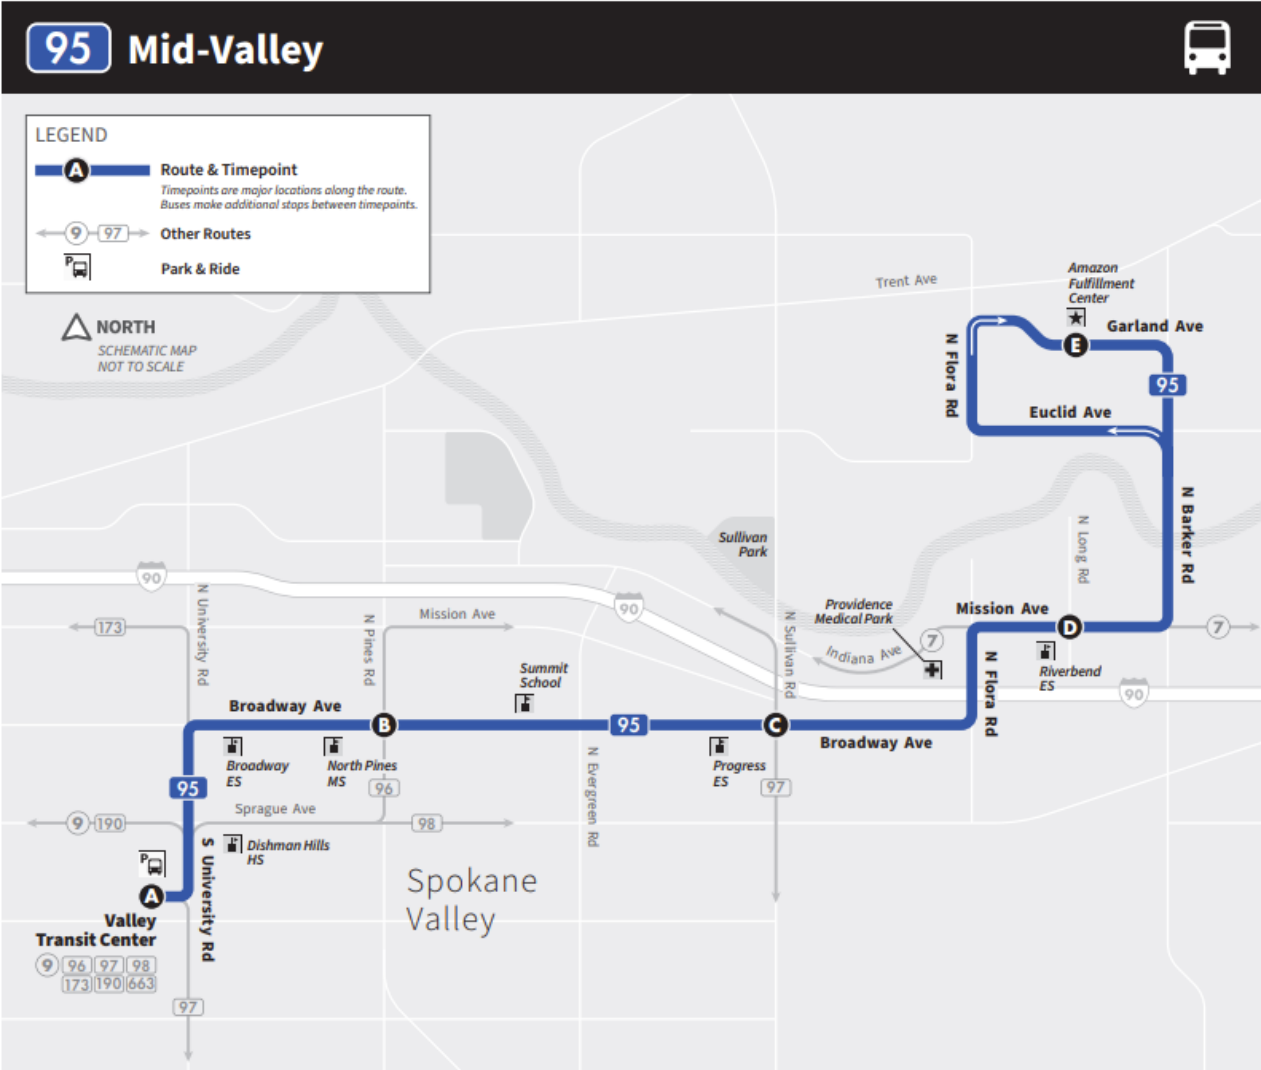 95 Mid-Valley
LEGEND
A
Route & Timepoint
Timepoints are major locations along the route.
Buses make additional stops between timepoints.
9 97
Other Routes
P
Park & Ride
NORTH
SCHEMATIC MAP
NOT TO SCALE
Trent Ave
Amazon
Fulfillment
Center
E
Garland Ave
N Flora Rd
95
Euclid Ave
N Barker Rd
N Long Rd
Sullivan
Park
90
N University Rd
173
N Pines Rd
Mission Ave
90
N Sullivan Rd
Providence
Medical Park
Indiana Ave
7
Mission Ave
D
7
Riverbend
ES
N Flora Rd
90
Summit
School
Broadway Ave
B
95
C
Broadway Ave
Broadway
ES
North Pines
MS
Progress
ES
N Evergreen Rd
95
96
97
Sprague Ave
9 190
98
Dishman Hills
HS
P
A
S University Rd
Valley
Transit Center
9 96 97 98
173 190 663
97
Spokane
Valley